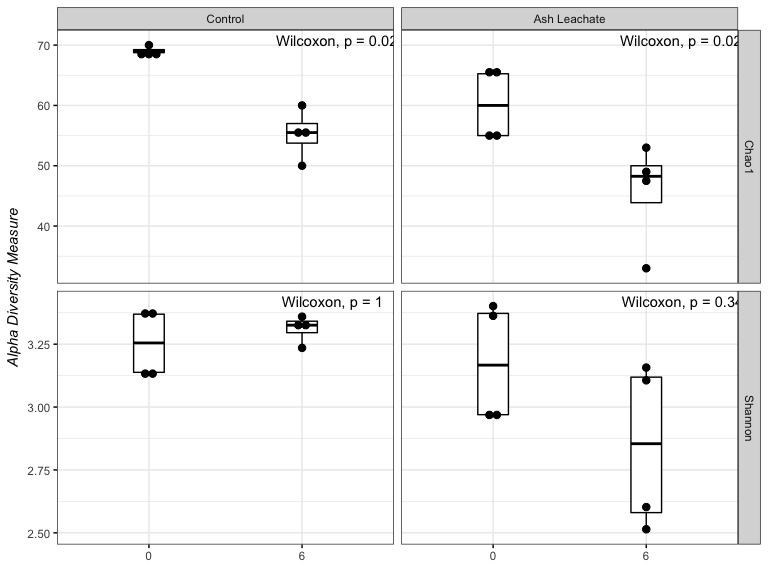 Control
Ash Leachate
Wilcoxon, p = 0.02
Wilcoxon, p = 0.02
70
60
50
40
Chao1
Alpha Diversity Measure
Wilcoxon, p = 1
Wilcoxon, p = 0.34
3.25
3.00
2.75
2.50
Shannon
0
6
0
6